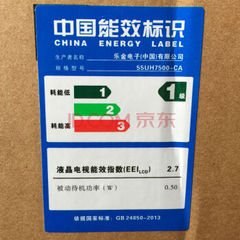 中国能效标识
CHINA ENERGY LABEL
生产者名称 乐金电子(中国)有限公司
规格型号 55UH7500-CA
耗能低 1 1级
2
耗能高 3
JD.COM 京东
液晶电视能效指数(EEILCD) 2.7
被动待机功率(W) 0.50
依据国家标准: GB 24850-2013